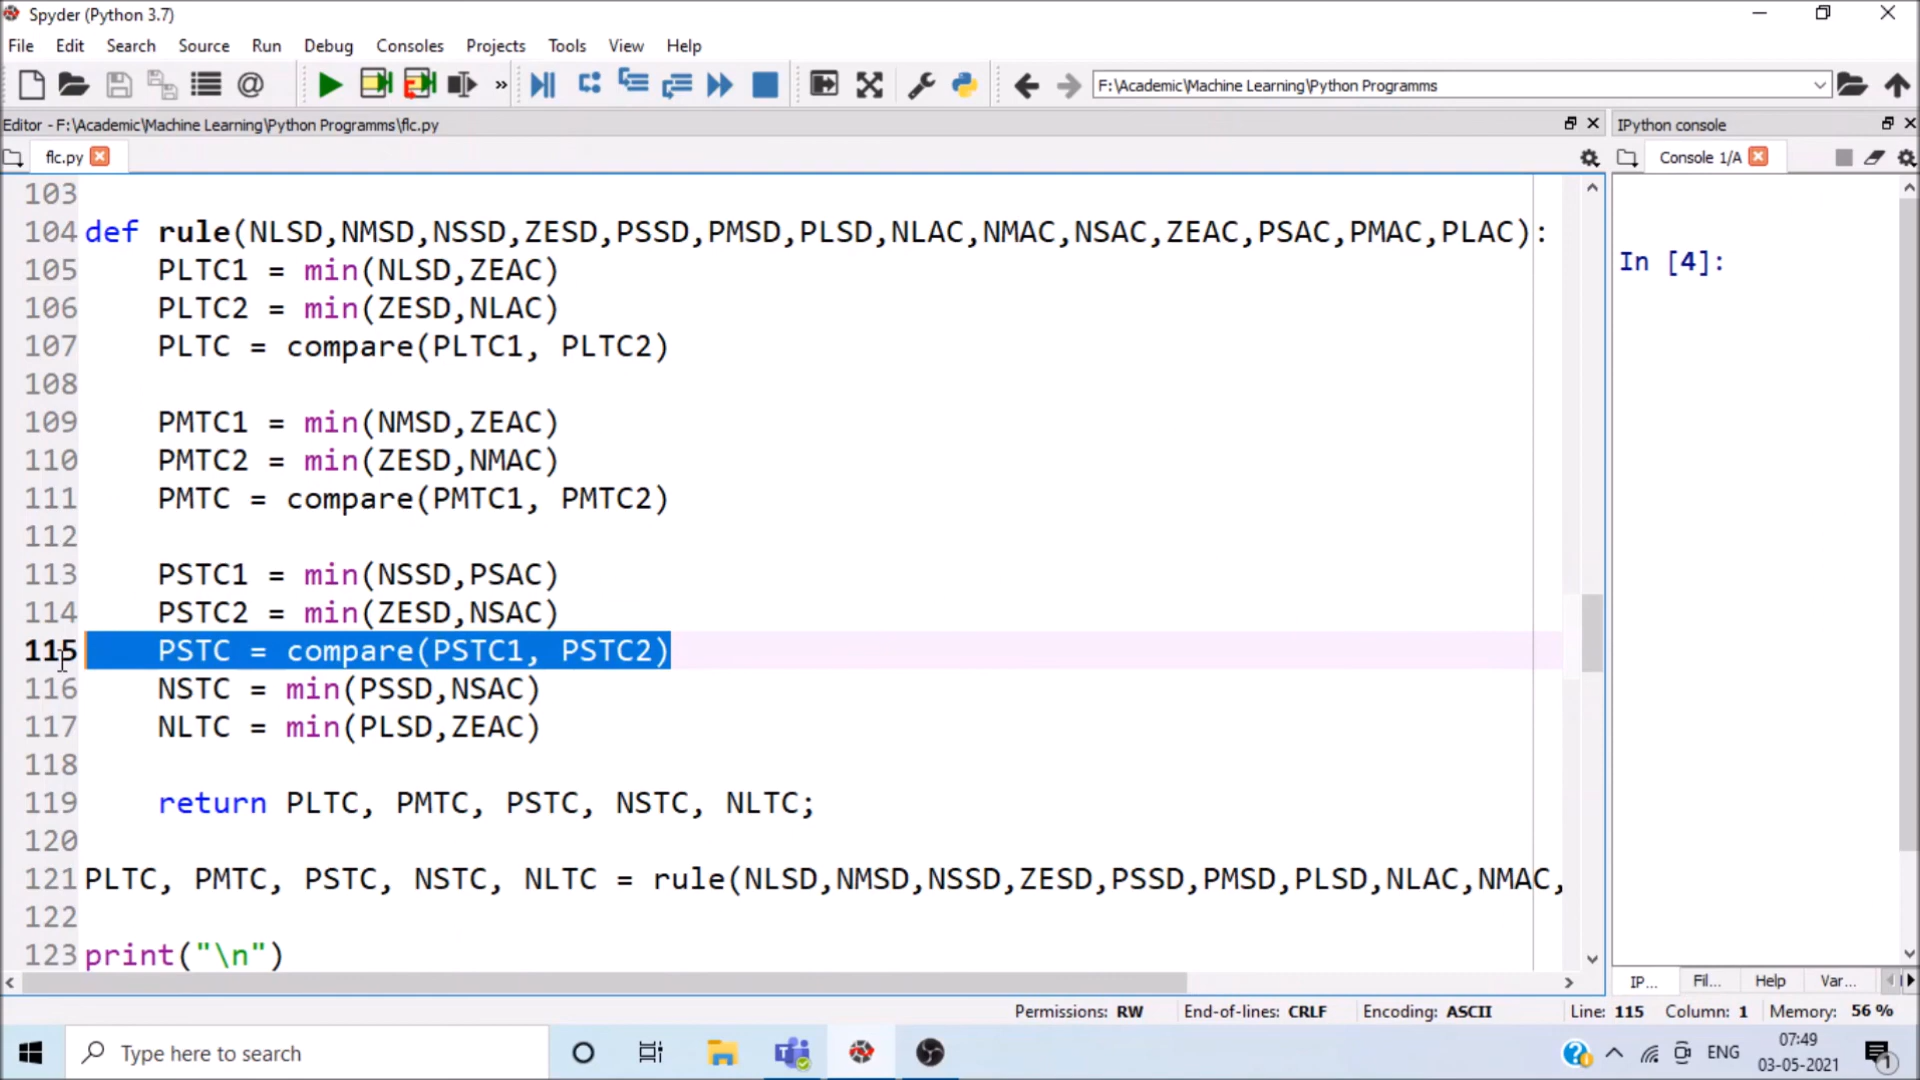 Spyder (Python 3.7)
File Edit Search Source Run Debug Consoles Projects Tools View Help
F:\Academic\Machine Learning\Python Programms
Editor - F:\Academic\Machine Learning\Python Programms\flc.py
IPython console
flc.py
Console 1/A
103
104 def rule(NLSD,NMSD,NSSD,ZESD,PSSD,PMSD,PLSD,NLAC,NMAC,NSAC,ZEAC,PSAC,PMAC,PLAC):
105 PLTC1 = min(NLSD,ZEAC)
106 PLTC2 = min(ZESD,NLAC)
107 PLTC = compare(PLTC1, PLTC2)
108
109 PMTC1 = min(NMSD,ZEAC)
110 PMTC2 = min(ZESD,NMAC)
111 PMTC = compare(PMTC1, PMTC2)
112
113 PSTC1 = min(NSSD,PSAC)
114 PSTC2 = min(ZESD,NSAC)
115 PSTC = compare(PSTC1, PSTC2)
116 NSTC = min(PSSD,NSAC)
117 NLTC = min(PLSD,ZEAC)
118
119 return PLTC, PMTC, PSTC, NSTC, NLTC;
120
121 PLTC, PMTC, PSTC, NSTC, NLTC = rule(NLSD,NMSD,NSSD,ZESD,PSSD,PMSD,PLSD,NLAC,NMAC,
122
123 print("\n")
In [4]:
IP... Fil... Help Var...
Permissions: RW End-of-lines: CRLF Encoding: ASCII Line: 115 Column: 1 Memory: 56 %
Type here to search
ENG
07:49
03-05-2021
1